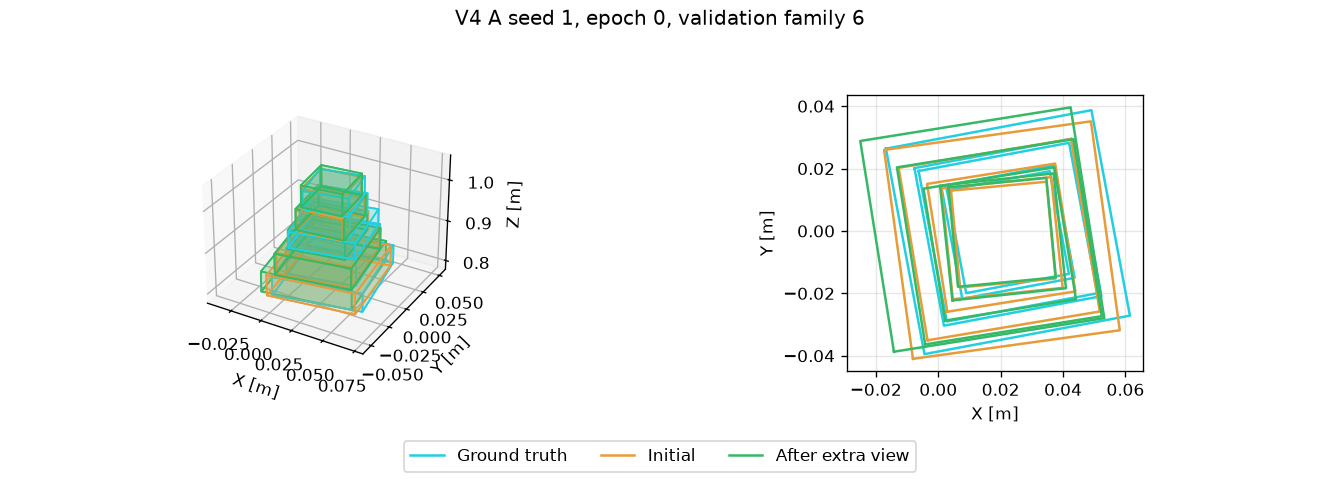 V4 A seed 1, epoch 0, validation family 6
1.0
0.9
0.8
Z [m]
−0.025
0.000
0.025
0.050
0.075
X [m]
−0.050
−0.025
0.000
0.025
0.050
Y [m]
0.04
0.02
0.00
−0.02
−0.04
Y [m]
−0.02
0.00
0.02
0.04
0.06
X [m]
Ground truth
Initial
After extra view